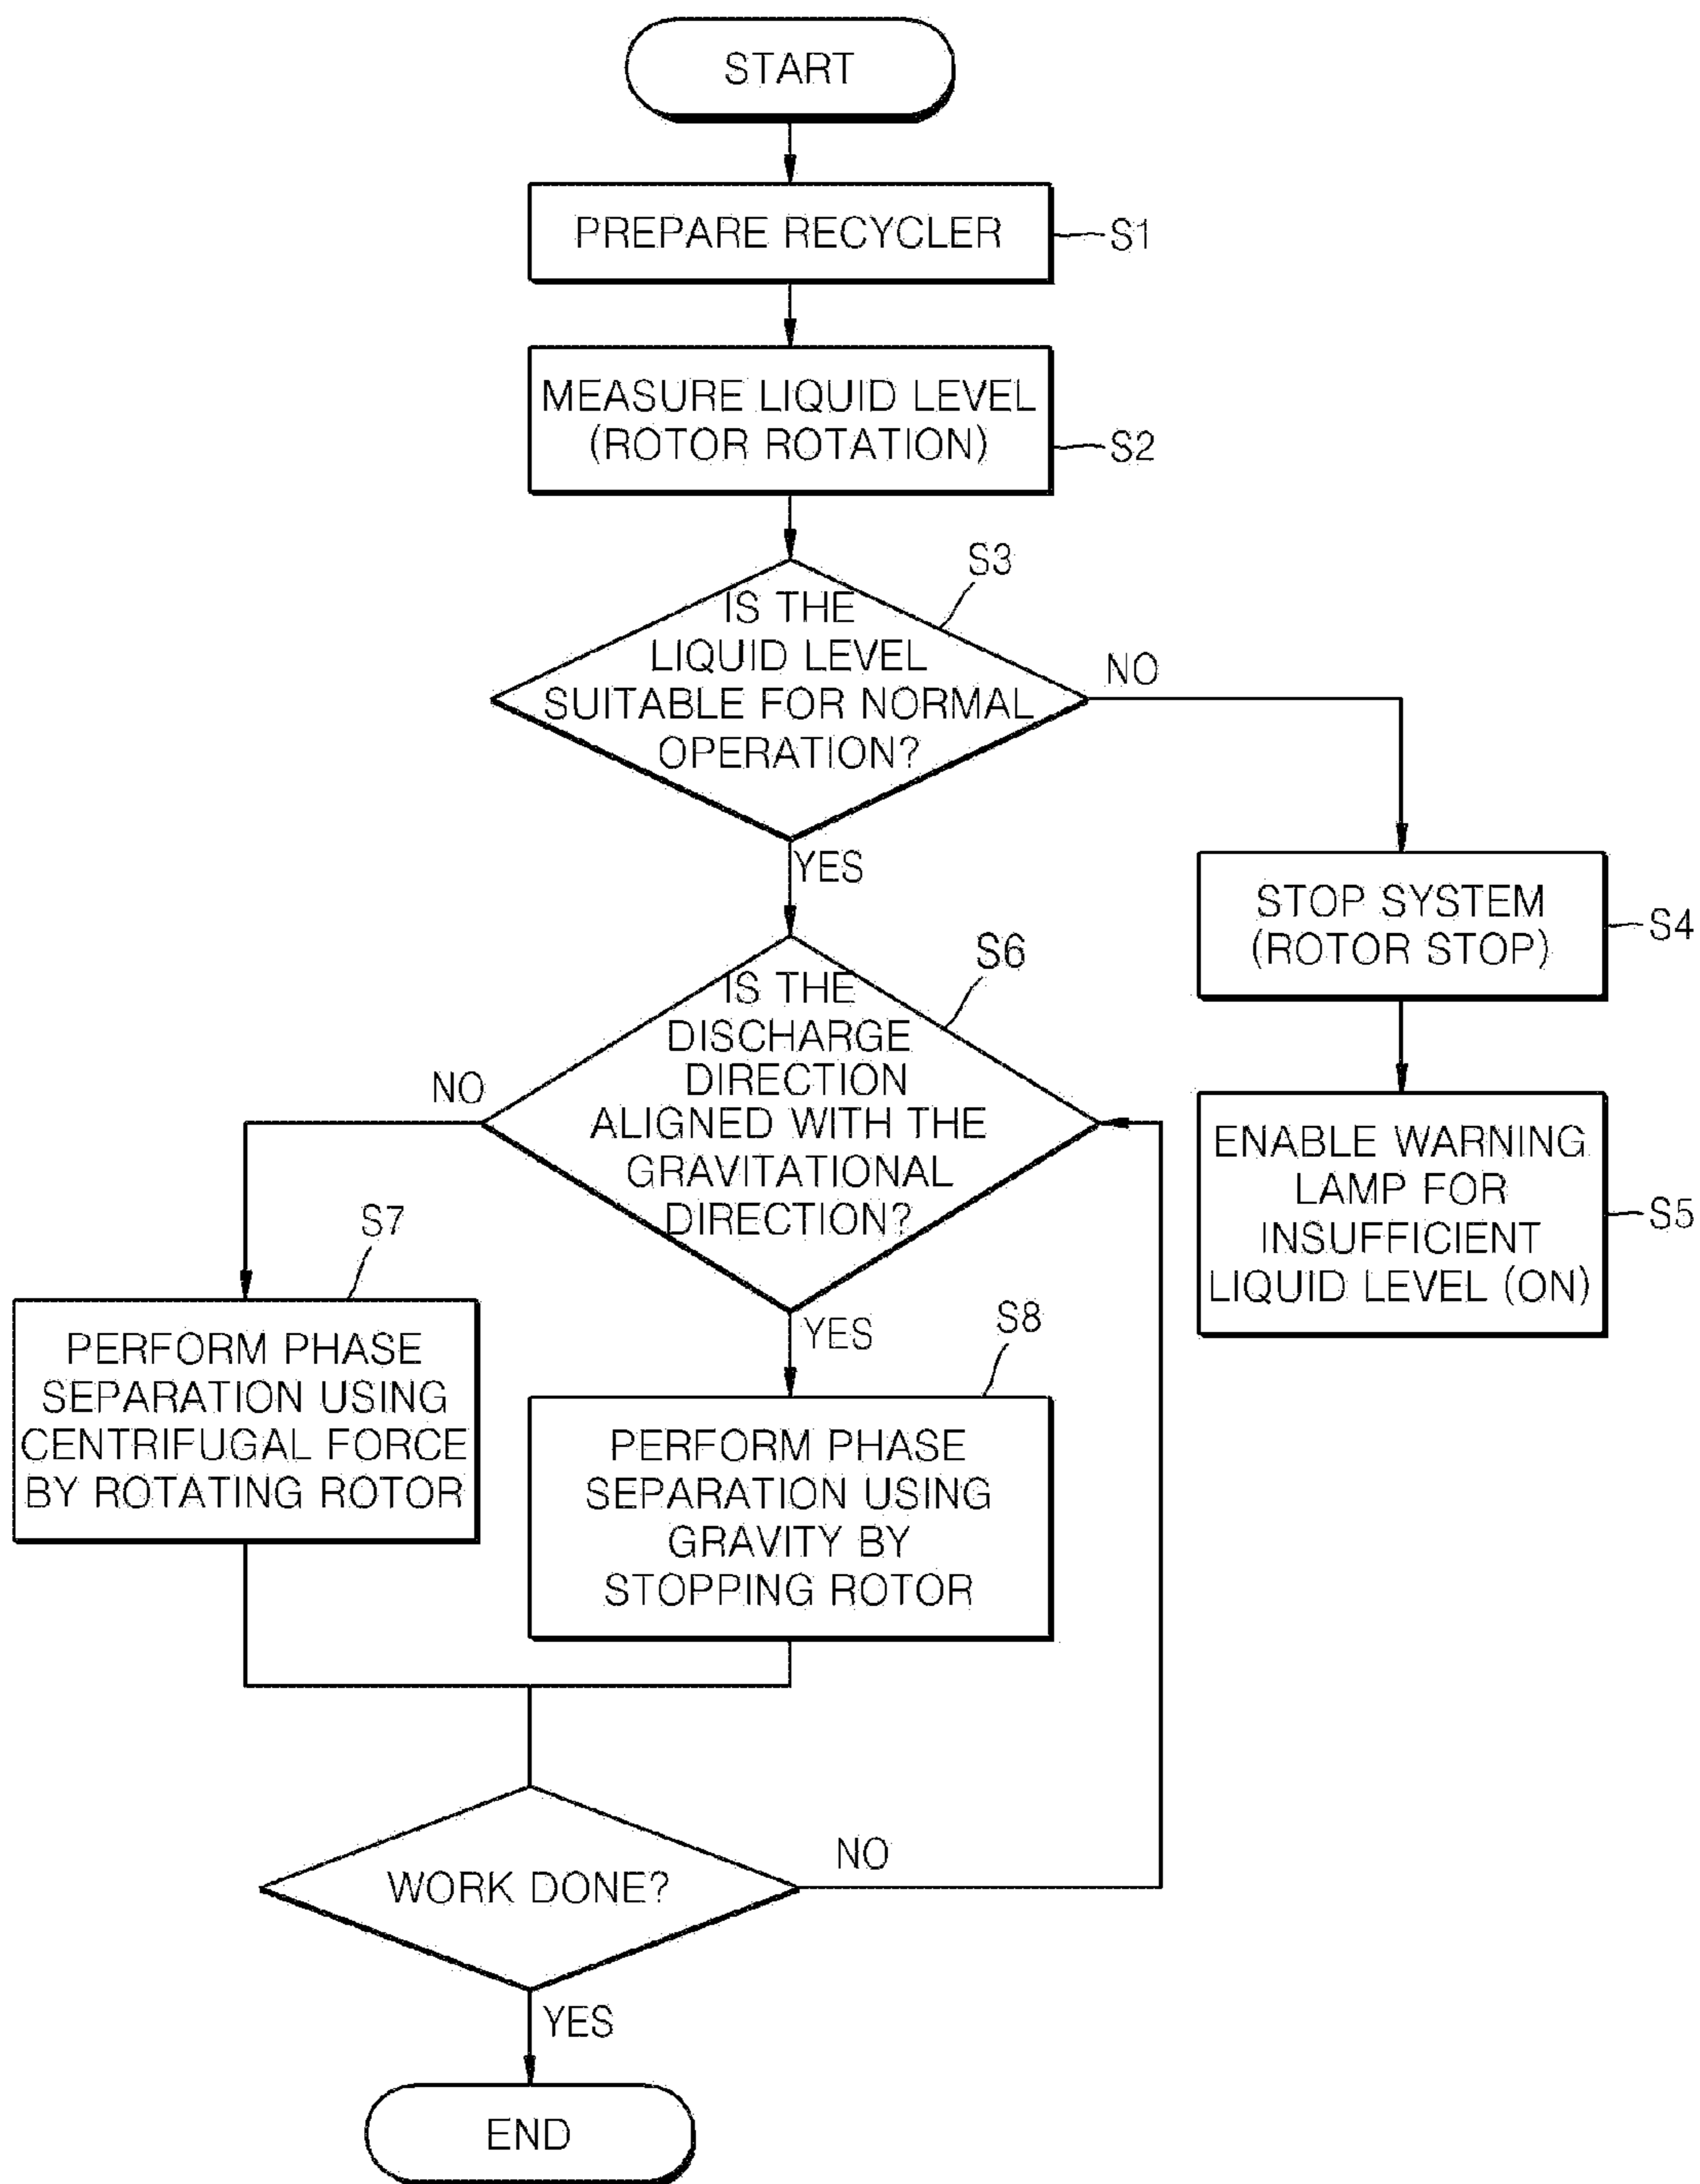 START
PREPARE RECYCLER
S1
MEASURE LIQUID LEVEL
(ROTOR ROTATION)
S2
S3
IS THE
LIQUID LEVEL
SUITABLE FOR NORMAL
OPERATION?
NO
YES
STOP SYSTEM
(ROTOR STOP)
S4
S6
IS THE
DISCHARGE
DIRECTION
ALIGNED WITH THE
GRAVITATIONAL
DIRECTION?
NO
YES
ENABLE WARNING
LAMP FOR
INSUFFICIENT
LIQUID LEVEL (ON)
S5
S7
PERFORM PHASE
SEPARATION USING
CENTRIFUGAL FORCE
BY ROTATING ROTOR
S8
PERFORM PHASE
SEPARATION USING
GRAVITY BY
STOPPING ROTOR
WORK DONE?
NO
YES
END